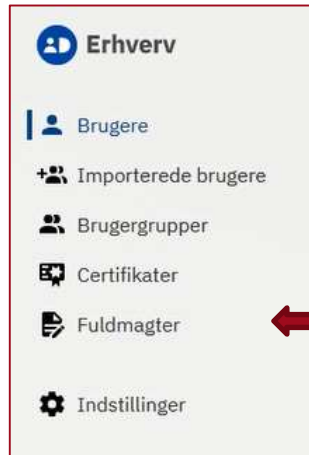 Erhverv
Brugere
Importerede brugere
Brugergrupper
Certifikater
Fuldmagter
Indstillinger